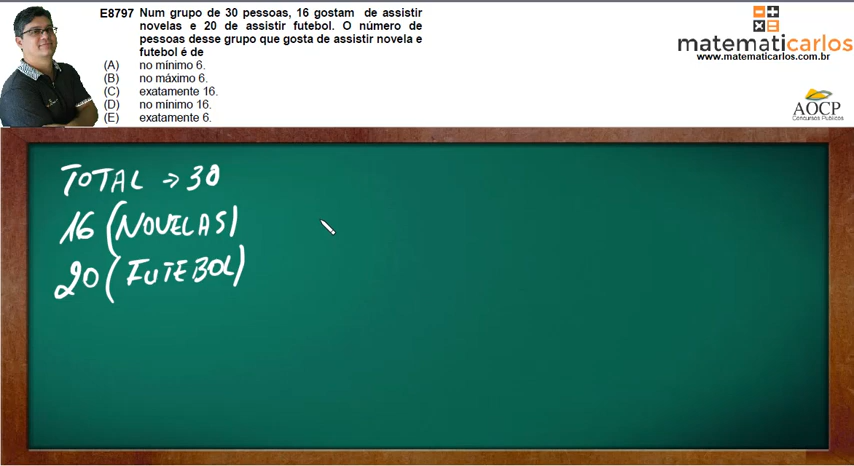 E8797 Num grupo de 30 pessoas, 16 gostam de assistir
novelas e 20 de assistir futebol. O número de
pessoas desse grupo que gosta de assistir novela e
futebol é de
(A) no mínimo 6.
(B) no máximo 6.
(C) exatamente 16.
(D) no mínimo 16.
(E) exatamente 6.
matematicarlos
www.matematicarlos.com.br
AOCP
Concursos Públicos
TOTAL → 30
16 (NOVELAS)
20 (FUTEBOL)